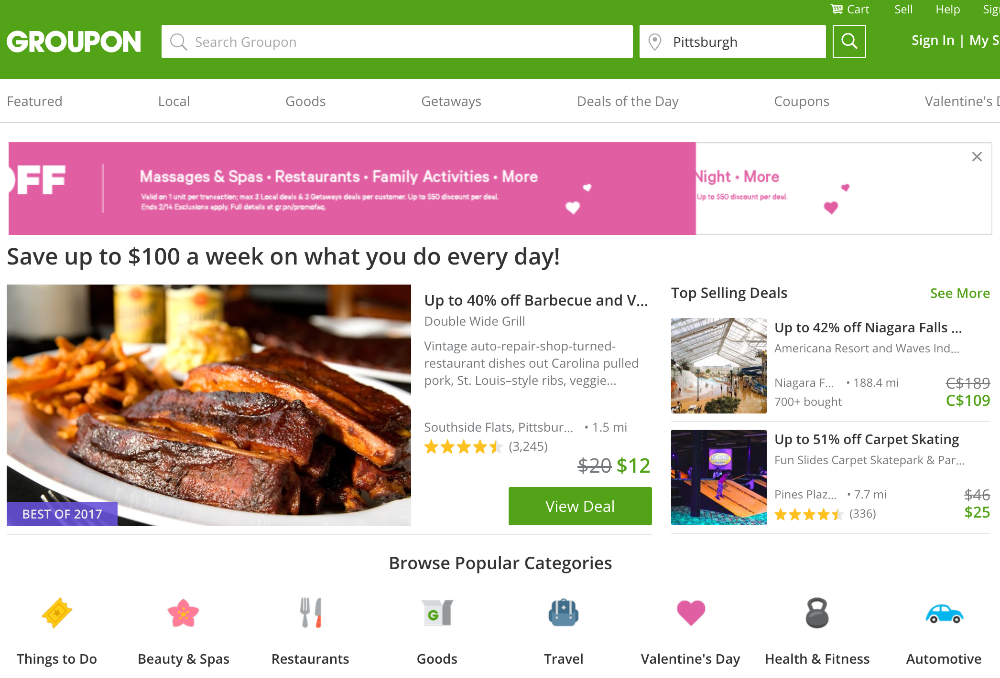 Cart Sell Help
GROUPON
Search Groupon
Pittsburgh
Sign In | My
Featured Local Goods Getaways Deals of the Day Coupons Valentine's
OFF
Massages & Spas • Restaurants • Family Activities • More
Valid on 1 unit per transaction; max 3 Local deals & 3 Getaways deals per customer. Up to $50 discount per deal.
Ends 2/14 Exclusions apply. Full details at gr.pn/promofaq.
Night • More
Up to $50 discount per deal.
Save up to $100 a week on what you do every day!
BEST OF 2017
Up to 40% off Barbecue and V...
Double Wide Grill
Vintage auto-repair-shop-turned-
restaurant dishes out Carolina pulled
pork, St. Louis–style ribs, veggie...
Southside Flats, Pittsbur... • 1.5 mi
(3,245)
$20 $12
View Deal
Top Selling Deals See More
Up to 42% off Niagara Falls ...
Americana Resort and Waves Ind...
Niagara F... • 188.4 mi C$189
700+ bought C$109
Up to 51% off Carpet Skating
Fun Slides Carpet Skatepark & Par...
Pines Plaz... • 7.7 mi $46
(336) $25
FUN SLIDES
Browse Popular Categories
G
Things to Do Beauty & Spas Restaurants Goods Travel Valentine's Day Health & Fitness Automotive